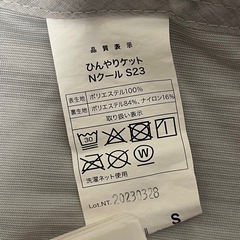 品質表示
ひんやりケット
Nクール S23
表生地 ポリエステル100%
裏生地 ポリエステル84%、ナイロン16%
取り扱い表示
30
P
W
洗濯ネット使用
Lot.NT. 20230328
S